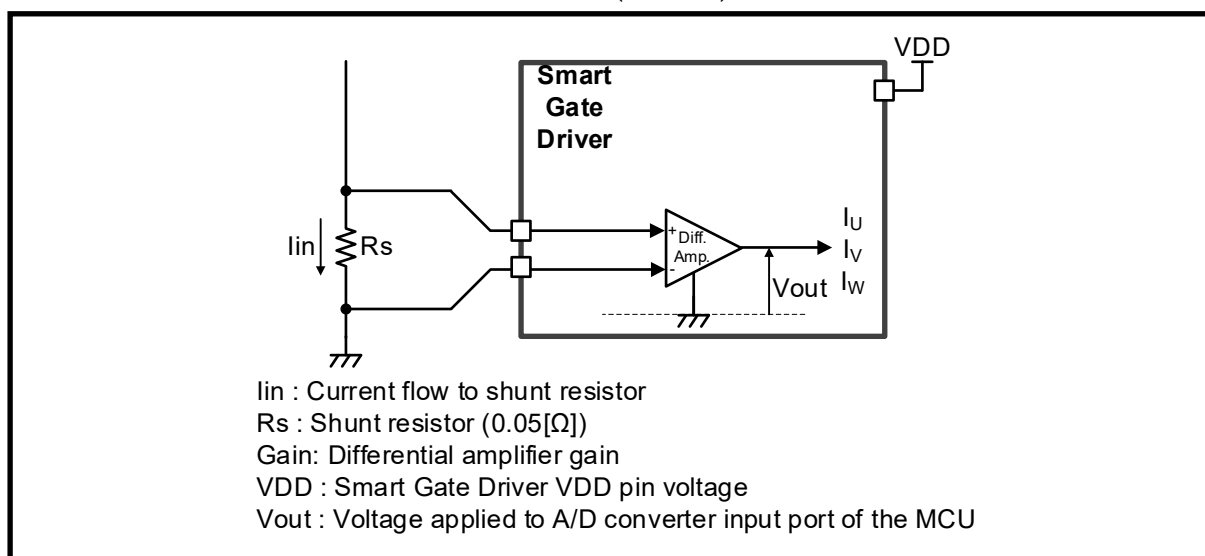 VDD
Smart
Gate
Driver
Iin
Rs
+
Diff.
Amp.
-
Vout
I_U
I_V
I_W
Iin : Current flow to shunt resistor
Rs : Shunt resistor (0.05[Ω])
Gain: Differential amplifier gain
VDD : Smart Gate Driver VDD pin voltage
Vout : Voltage applied to A/D converter input port of the MCU